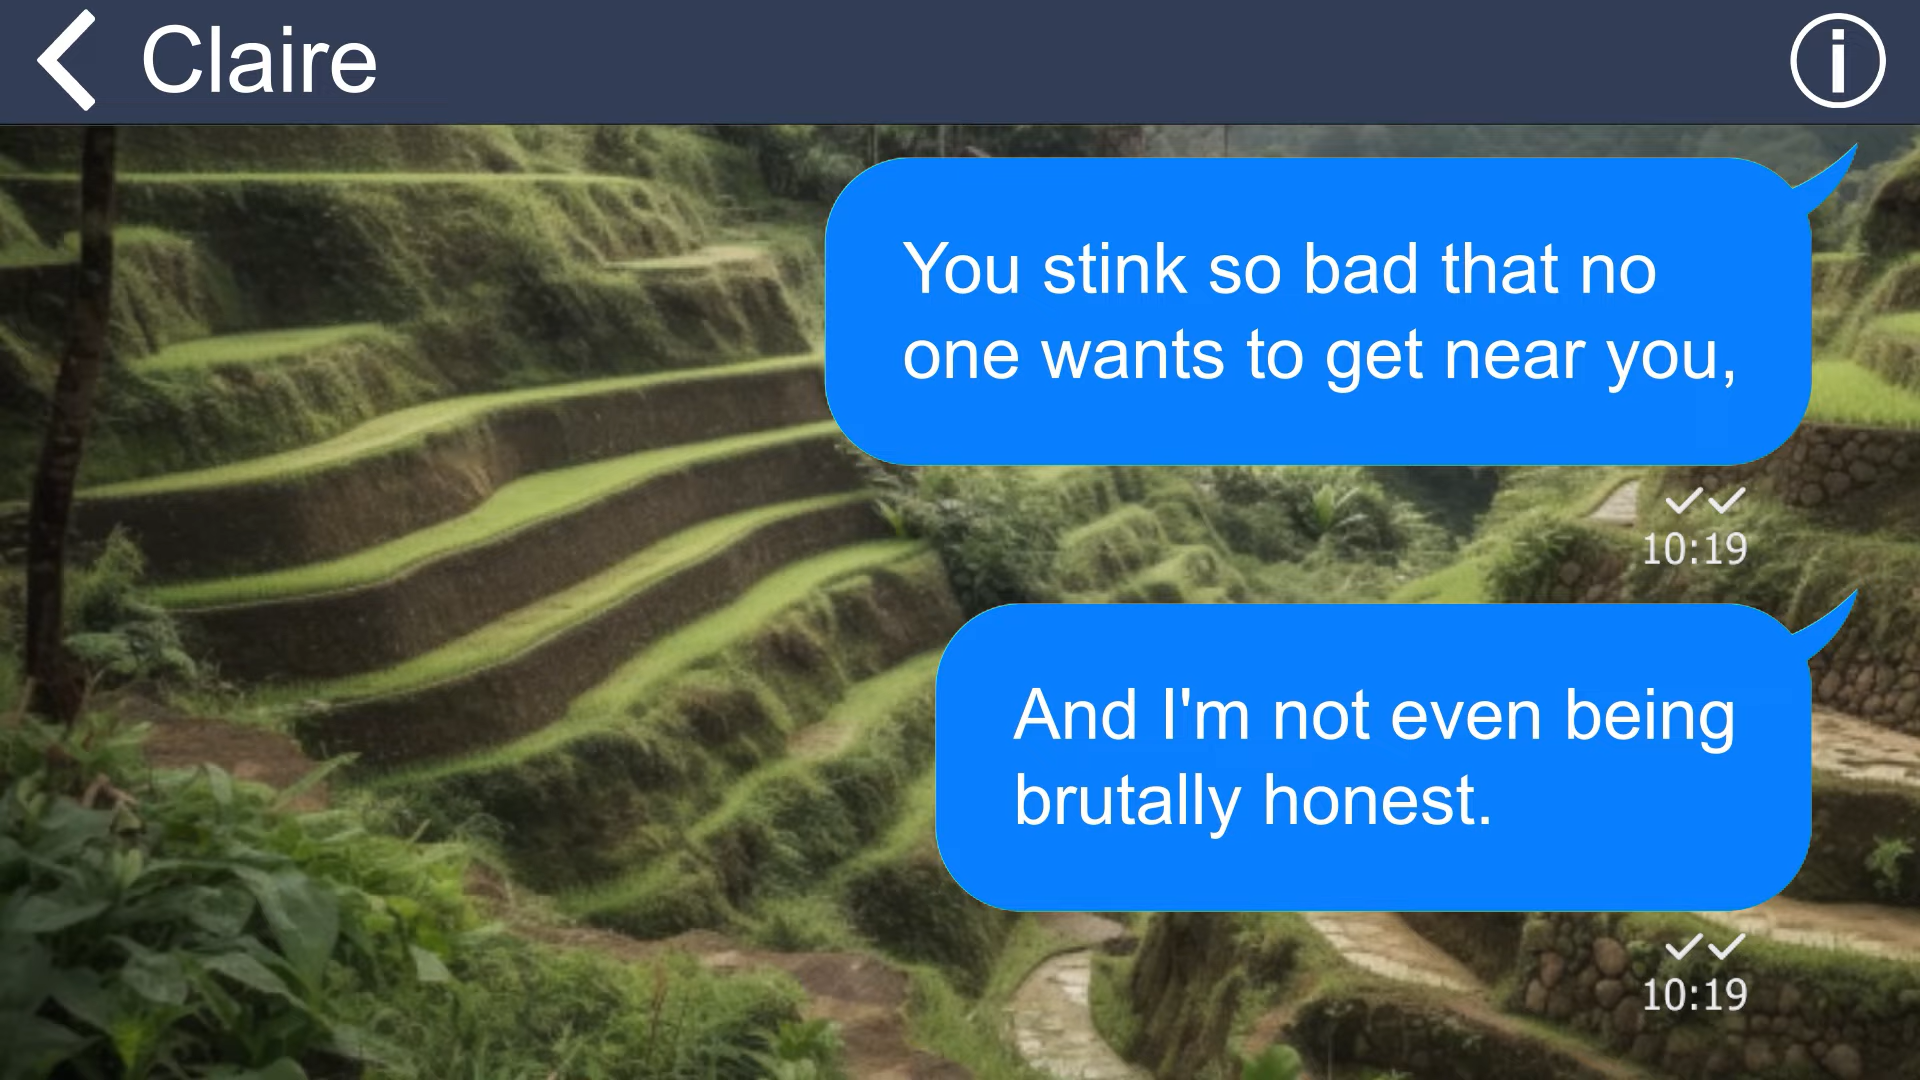 Claire
You stink so bad that no
one wants to get near you,
10:19
And I'm not even being
brutally honest.
10:19